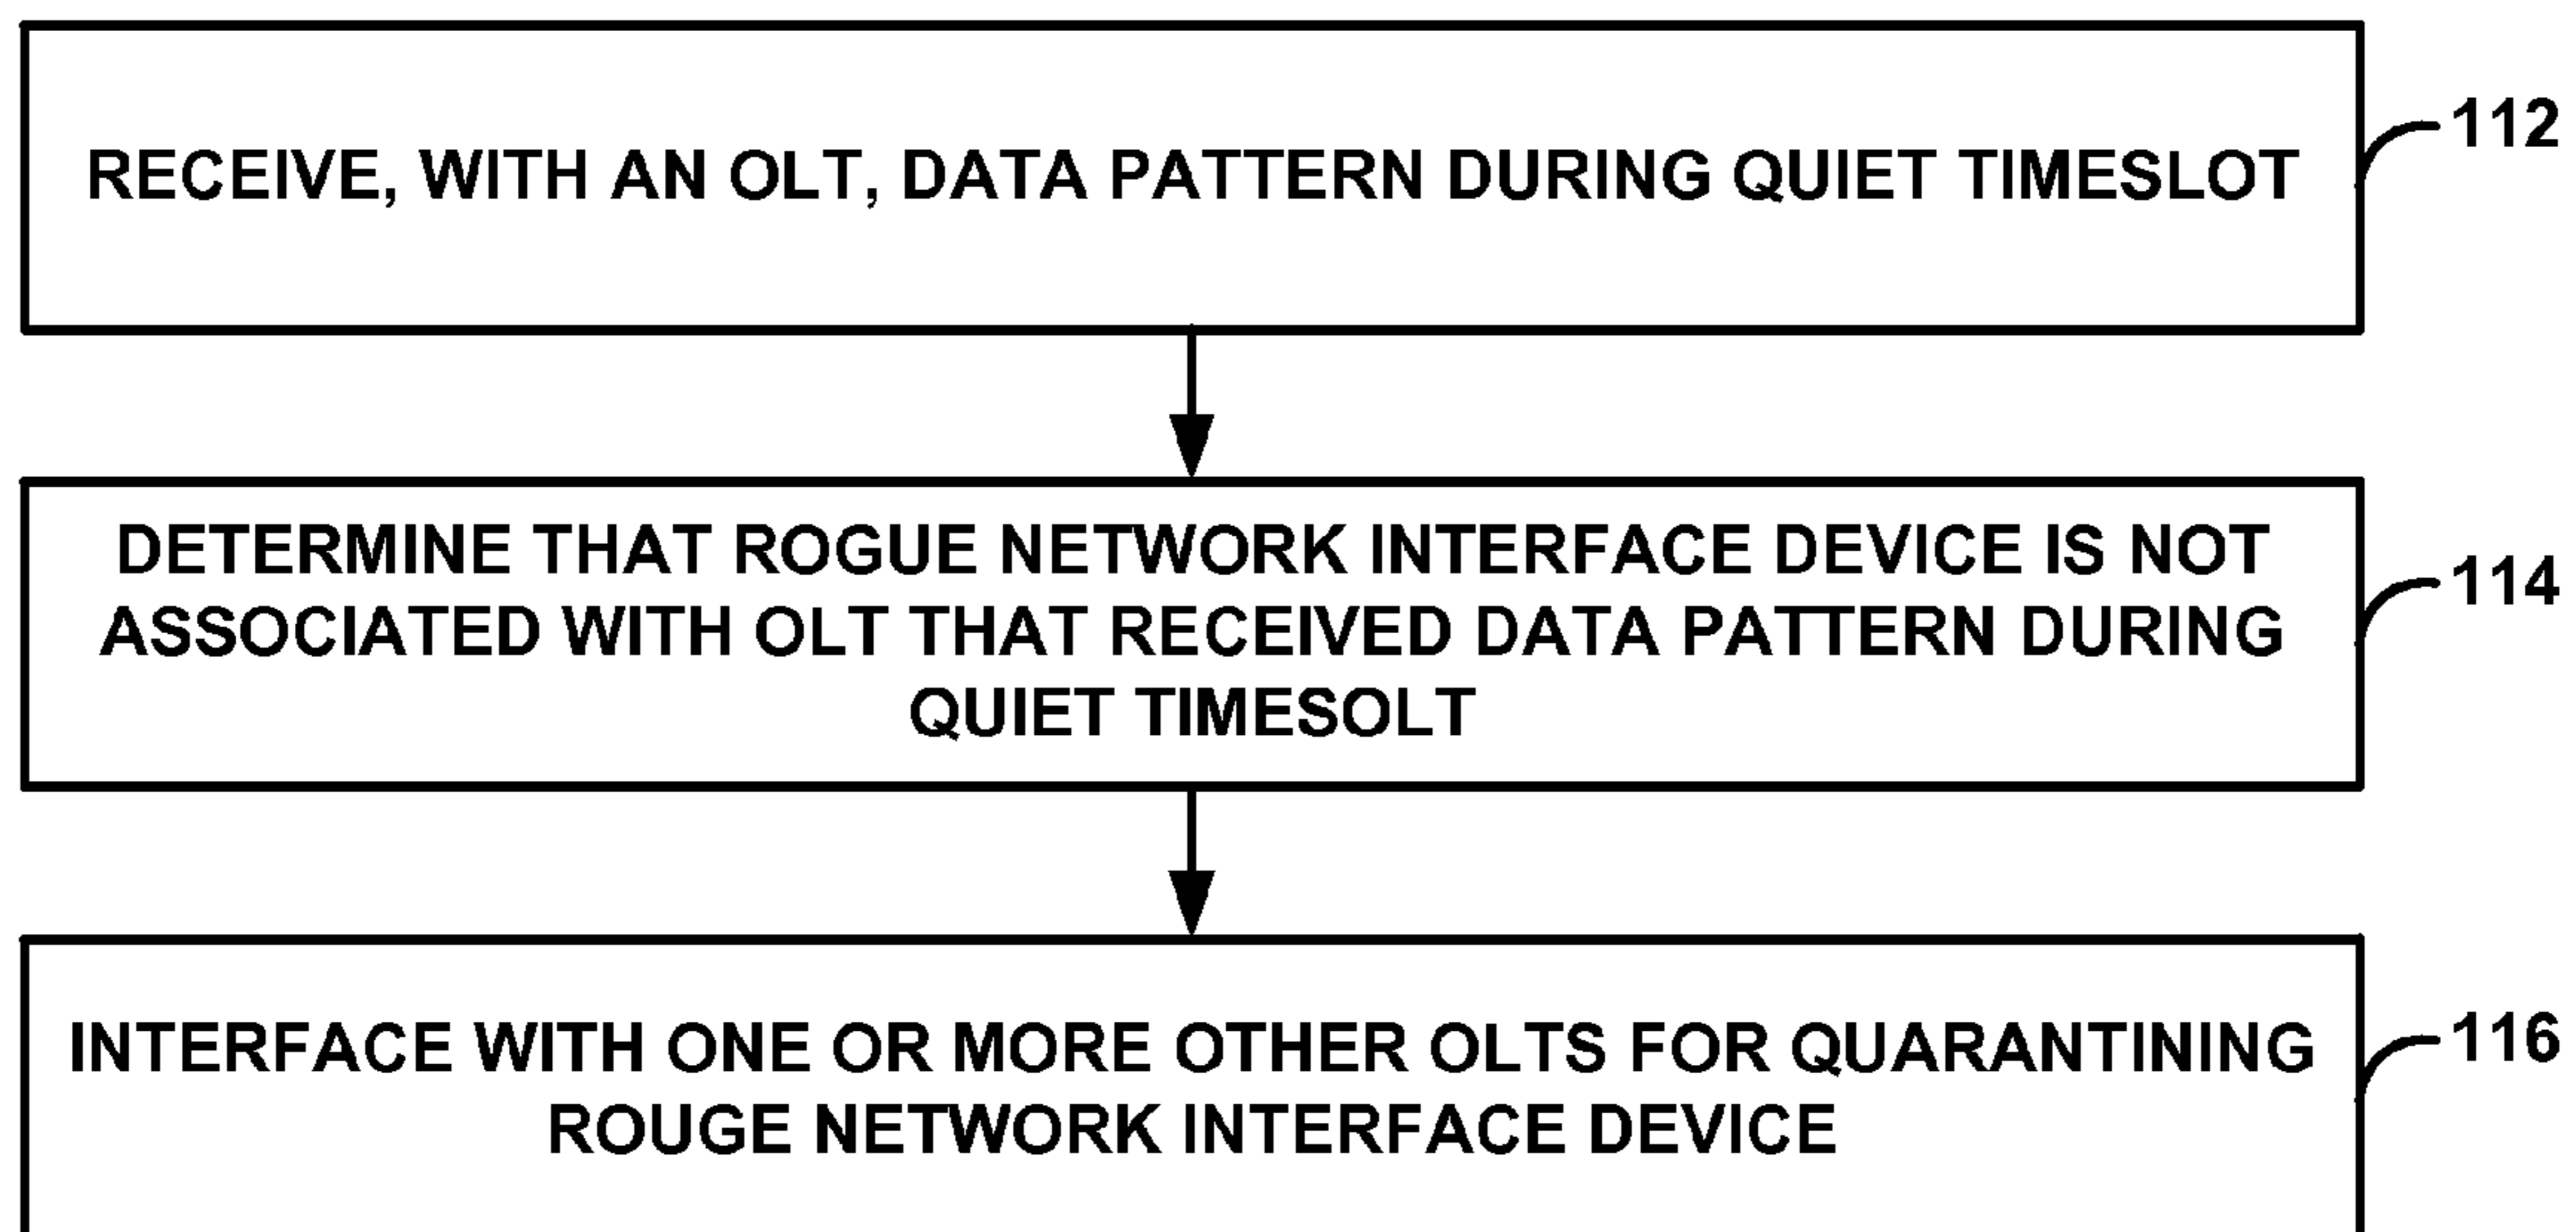 RECEIVE, WITH AN OLT, DATA PATTERN DURING QUIET TIMESLOT
112
DETERMINE THAT ROGUE NETWORK INTERFACE DEVICE IS NOT
ASSOCIATED WITH OLT THAT RECEIVED DATA PATTERN DURING
QUIET TIMESOLT
114
INTERFACE WITH ONE OR MORE OTHER OLTS FOR QUARANTINING
ROUGE NETWORK INTERFACE DEVICE
116